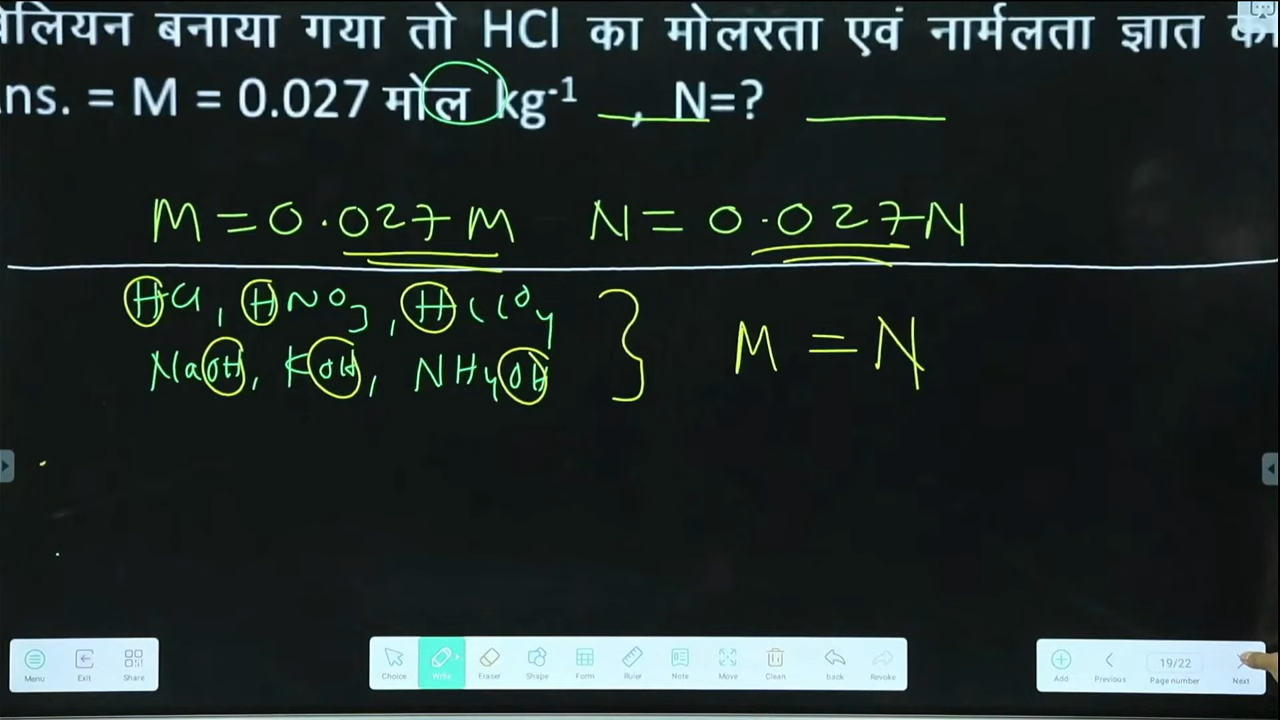 बनाया गया तो HCl का मोलरता एवं नार्मलता ज्ञात
ns. = M = 0.027 मोल kg⁻¹ , N=?
M = 0.027 M N = 0.027 N
HCl, HNO3, HClO4
NaOH, KOH, NH4OH
} M = N
Menu Exit Share Choice Write Eraser Shape Form Ruler Note Move Clean back Revoke Add Previous 19/22 Page number Next